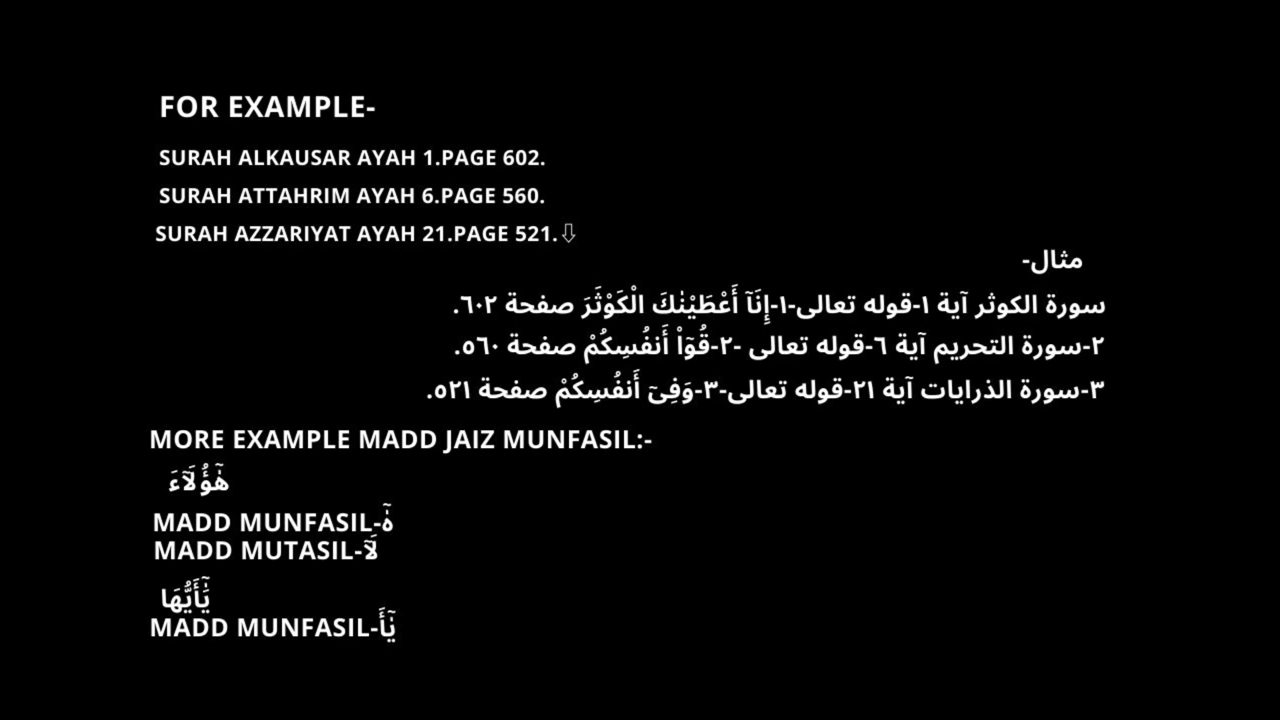 FOR EXAMPLE-
SURAH ALKAUSAR AYAH 1.PAGE 602.
SURAH ATTAHRIM AYAH 6.PAGE 560.
SURAH AZZARIYAT AYAH 21.PAGE 521.⇩
مثال-
سورة الكوثر آية ١-قوله تعالى-١-إِنَآ أَعْطَيْنٰكَ الْكَوْثَرَ صفحة ٦٠٢.
٢-سورة التحريم آية ٦-قوله تعالى -٢-قُوٓاْ أَنفُسِكُمْ صفحة ٥٦٠.
٣-سورة الذرايات آية ٢١-قوله تعالى-٣-وَفِىٓ أَنفُسِكُمْ صفحة ٥٢١.
MORE EXAMPLE MADD JAIZ MUNFASIL:-
هَٰٓؤُلَآءَ
MADD MUNFASIL-هَٰٓ
MADD MUTASIL-لَآ
يَٰٓأَيُّهَا
MADD MUNFASIL-يَٰٓأَ